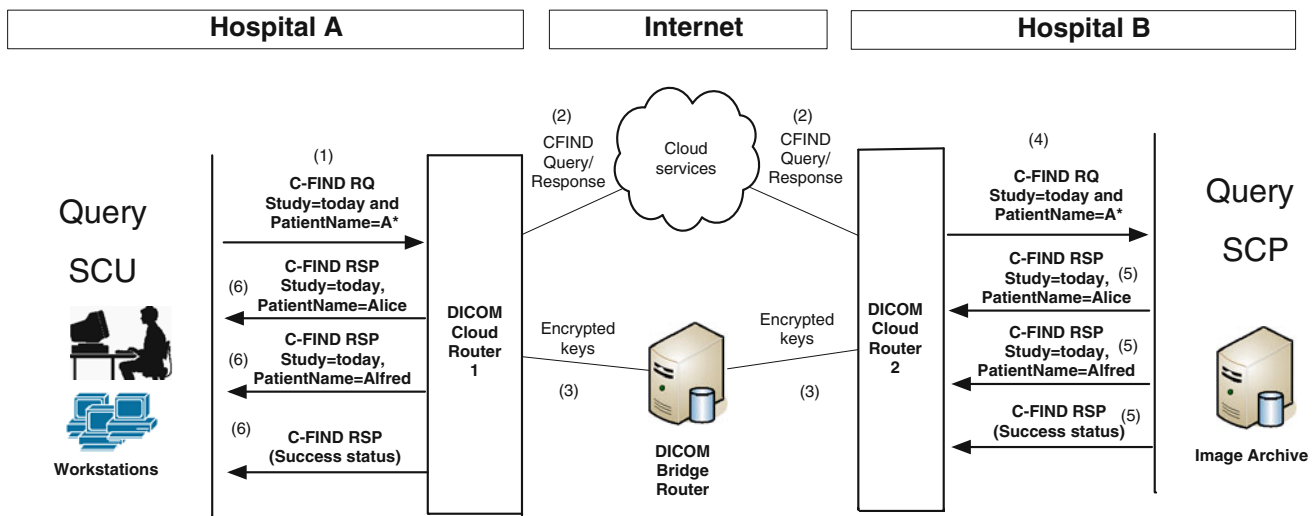 Hospital A
Internet
Hospital B
Query
SCU
Workstations
(1)
C-FIND RQ
Study=today and
PatientName=A*
(6)
C-FIND RSP
Study=today,
PatientName=Alice
(6)
C-FIND RSP
Study=today,
PatientName=Alfred
(6)
C-FIND RSP
(Success status)
DICOM
Cloud
Router
1
(2)
CFIND
Query/
Response
Cloud
services
(2)
CFIND
Query/
Response
Encrypted
keys
(3)
DICOM
Bridge
Router
Encrypted
keys
(3)
DICOM
Cloud
Router
2
(4)
C-FIND RQ
Study=today and
PatientName=A*
C-FIND RSP
Study=today,
PatientName=Alice
(5)
C-FIND RSP
Study=today,
PatientName=Alfred
(5)
C-FIND RSP
(Success status)
(5)
Query
SCP
Image Archive